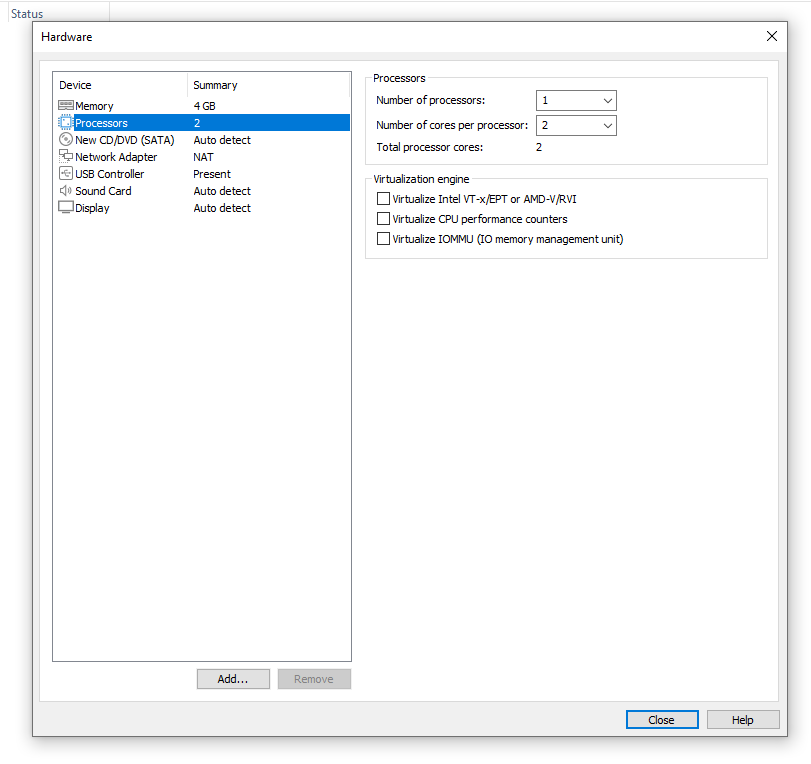 Status
Hardware
Device Summary
Memory 4 GB
Processors 2
New CD/DVD (SATA) Auto detect
Network Adapter NAT
USB Controller Present
Sound Card Auto detect
Display Auto detect
Add...
Remove
Processors
Number of processors: 1
Number of cores per processor: 2
Total processor cores: 2
Virtualization engine
Virtualize Intel VT-x/EPT or AMD-V/RVI
Virtualize CPU performance counters
Virtualize IOMMU (IO memory management unit)
Close
Help